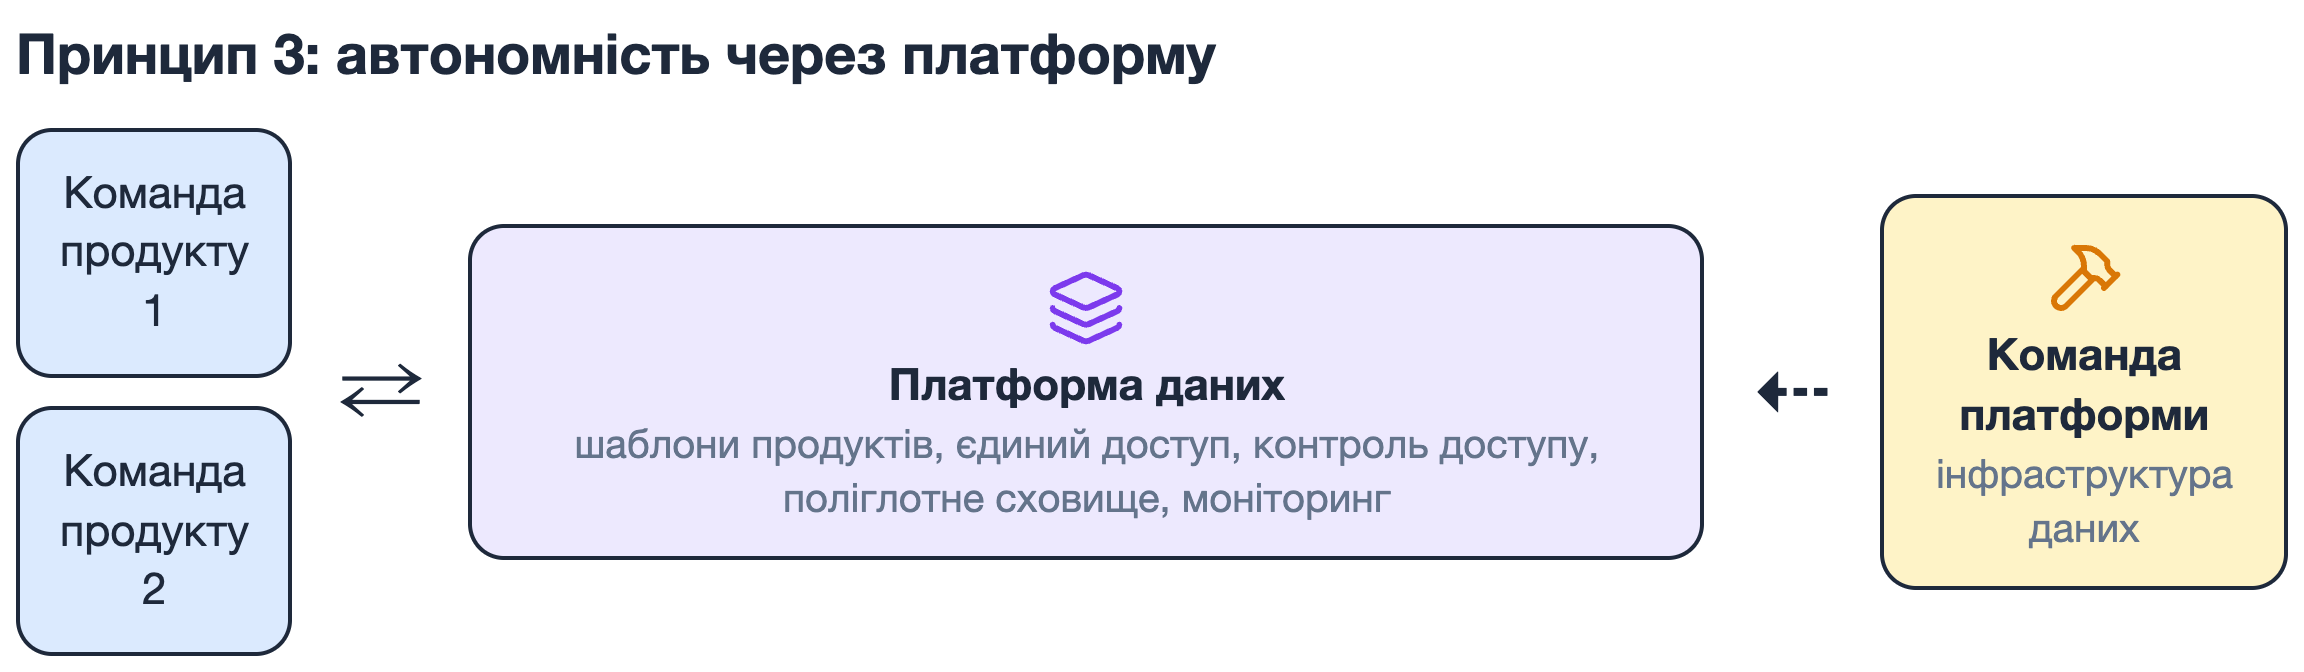 Принцип 3: автономність через платформу
Команда
продукту
1
Команда
продукту
2
Платформа даних
шаблони продуктів, єдиний доступ, контроль доступу,
поліглотне сховище, моніторинг
Команда
платформи
інфраструктура
даних